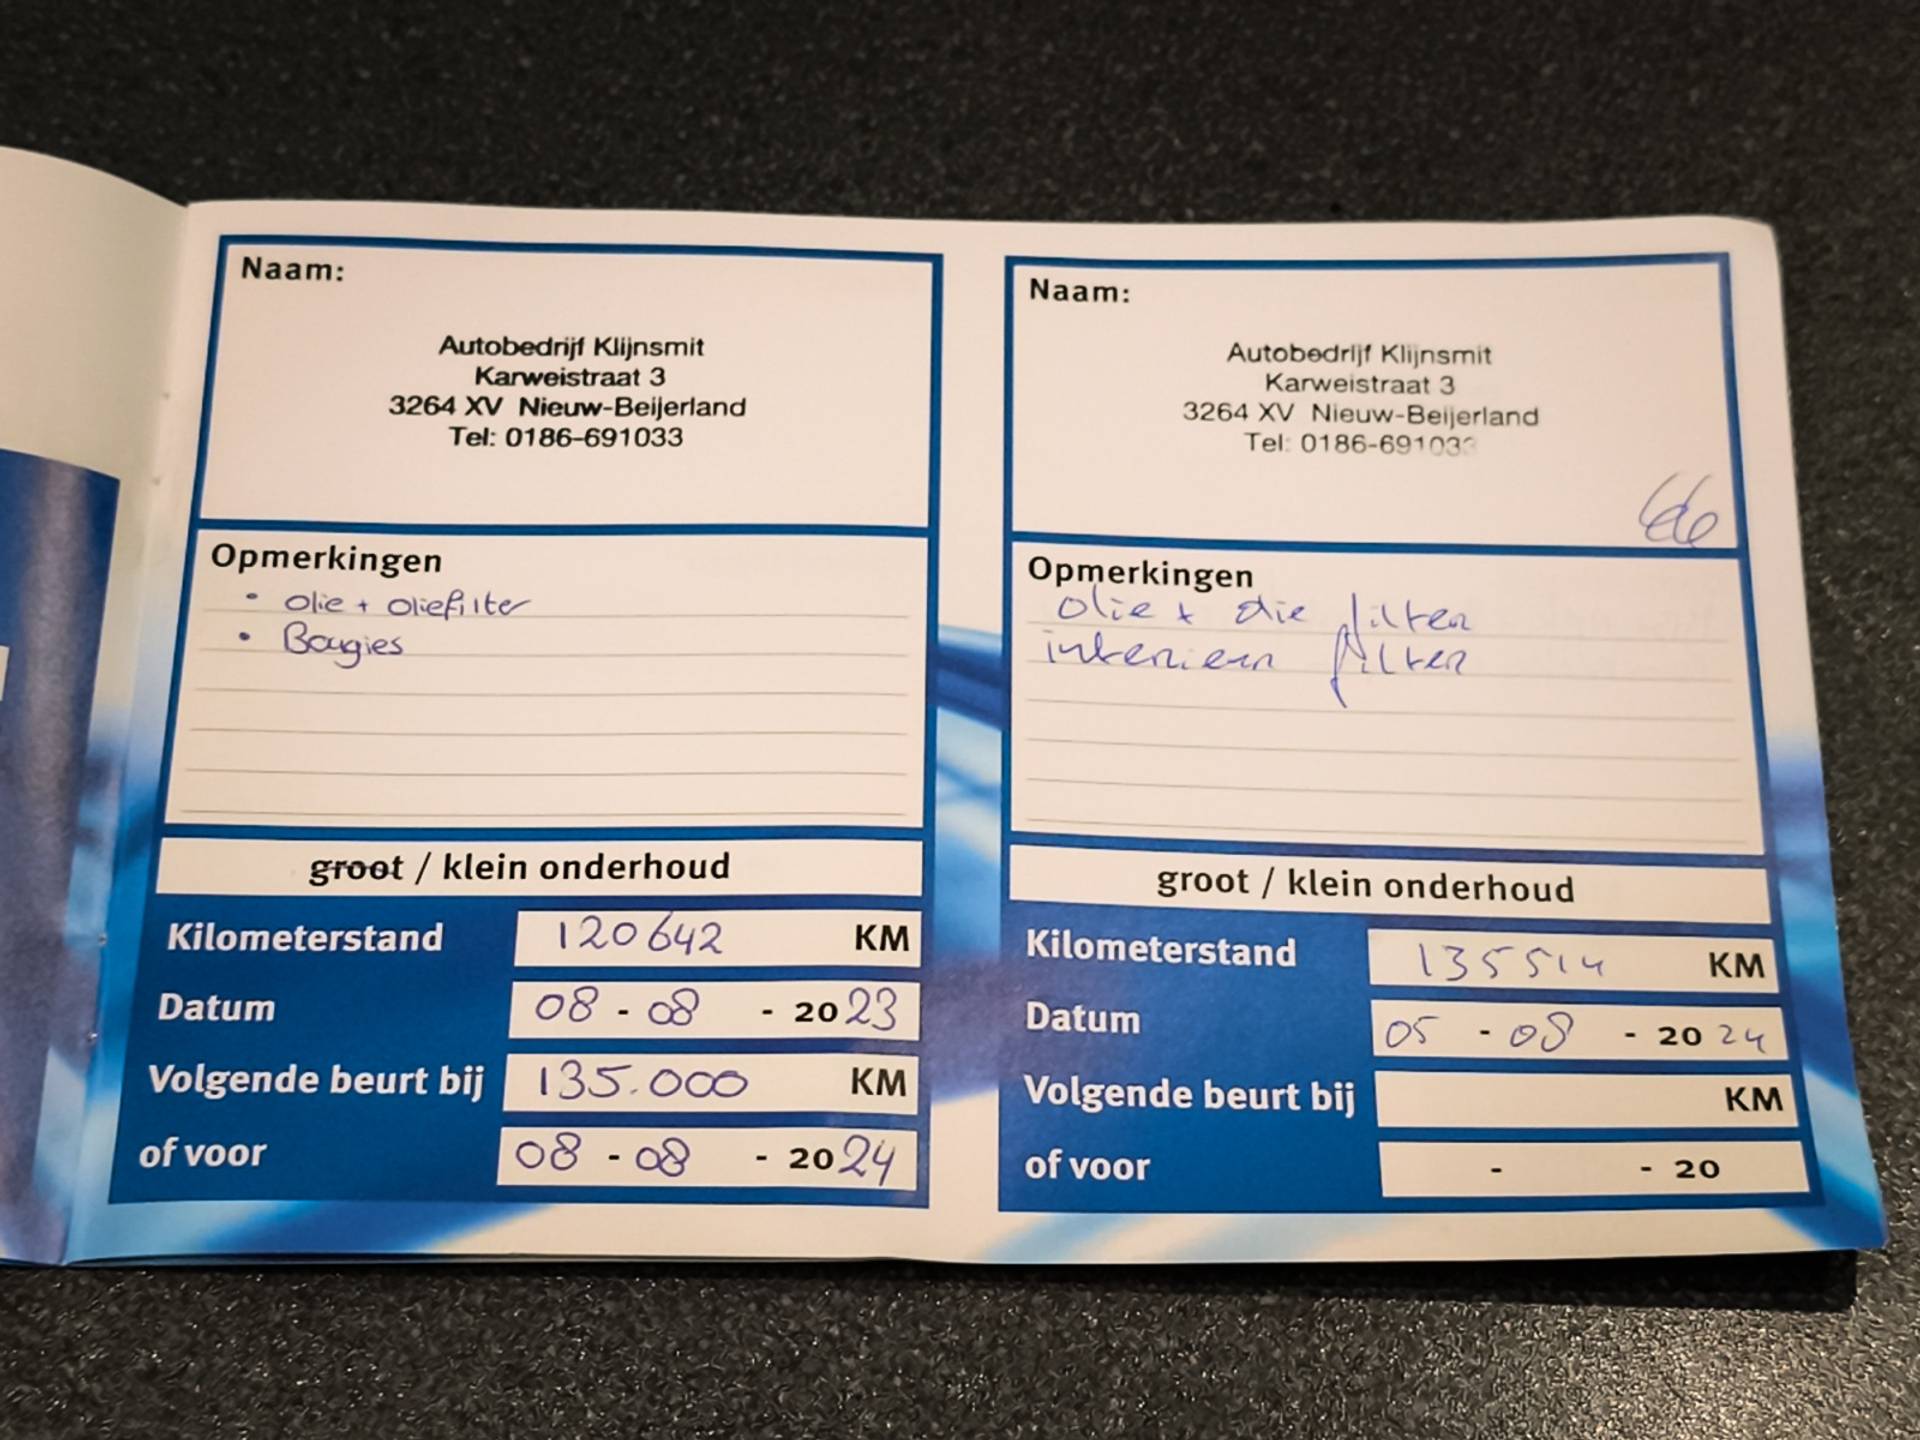 Naam:
Autobedrijf Klijnsmit
Karweistraat 3
3264 XV Nieuw-Beijerland
Tel: 0186-691033
Opmerkingen
• olie + oliefilter
• Bougies
groot / klein onderhoud
Kilometerstand 120642 KM
Datum 08 - 08 - 2023
Volgende beurt bij 135.000 KM
of voor 08 - 08 - 2024
Naam:
Autobedrijf Klijnsmit
Karweistraat 3
3264 XV Nieuw-Beijerland
Tel: 0186-691033
Opmerkingen
olie + olie filter
interieur filter
groot / klein onderhoud
Kilometerstand 135514 KM
Datum 05 - 08 - 2024
Volgende beurt bij KM
of voor - - 20